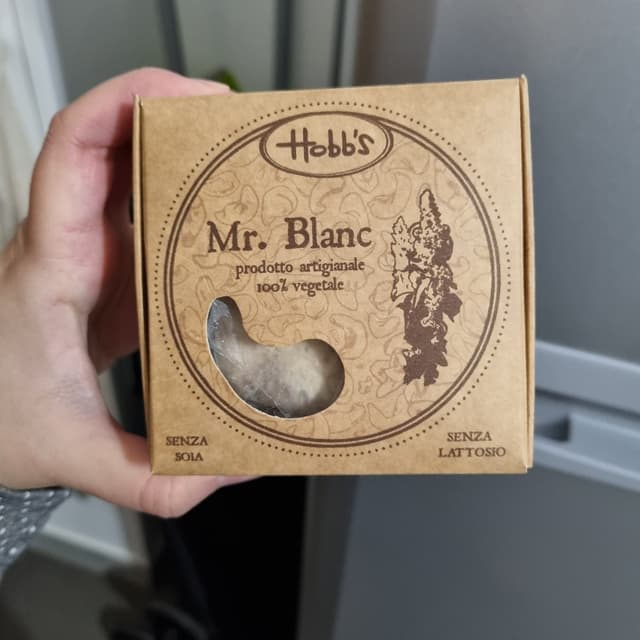 Hobb's
Mr. Blanc
prodotto artigianale
100% vegetale
SENZA
SOIA
SENZA
LATTOSIO